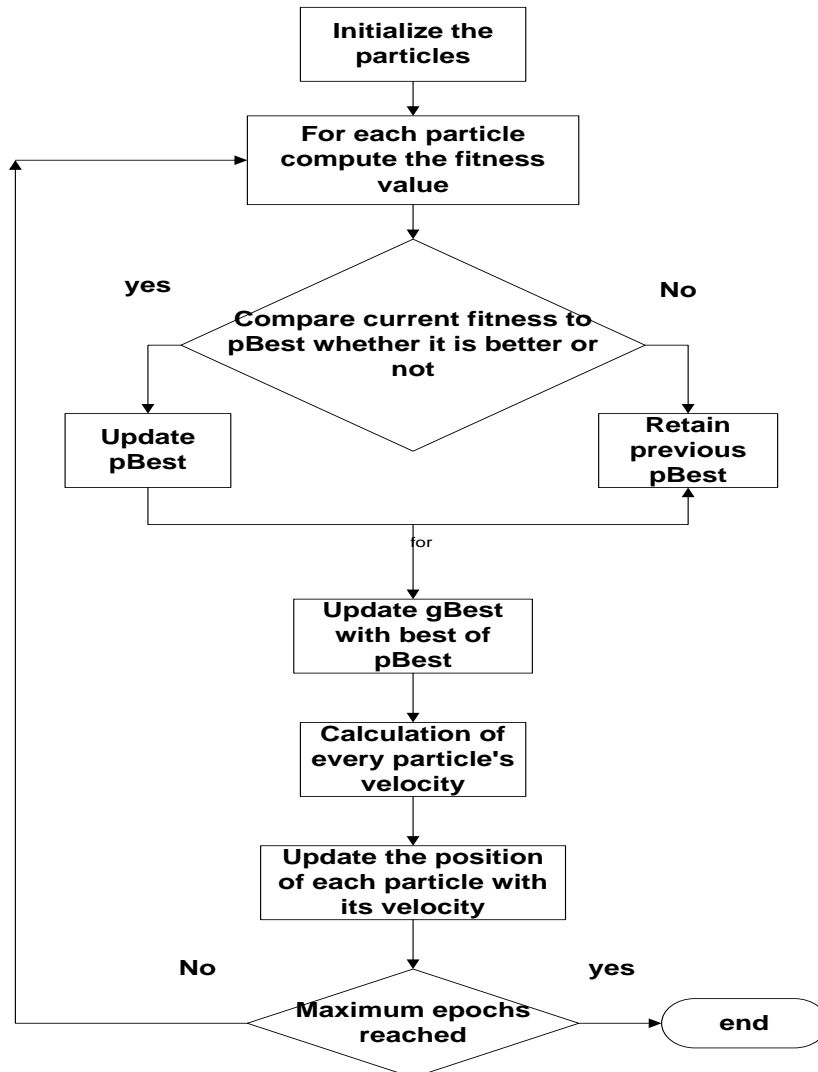 Initialize the
particles
For each particle
compute the fitness
value
yes
No
Compare current fitness to
pBest whether it is better or
not
Update
pBest
Retain
previous
pBest
for
Update gBest
with best of
pBest
Calculation of
every particle's
velocity
Update the position
of each particle with
its velocity
No
yes
Maximum epochs
reached
end